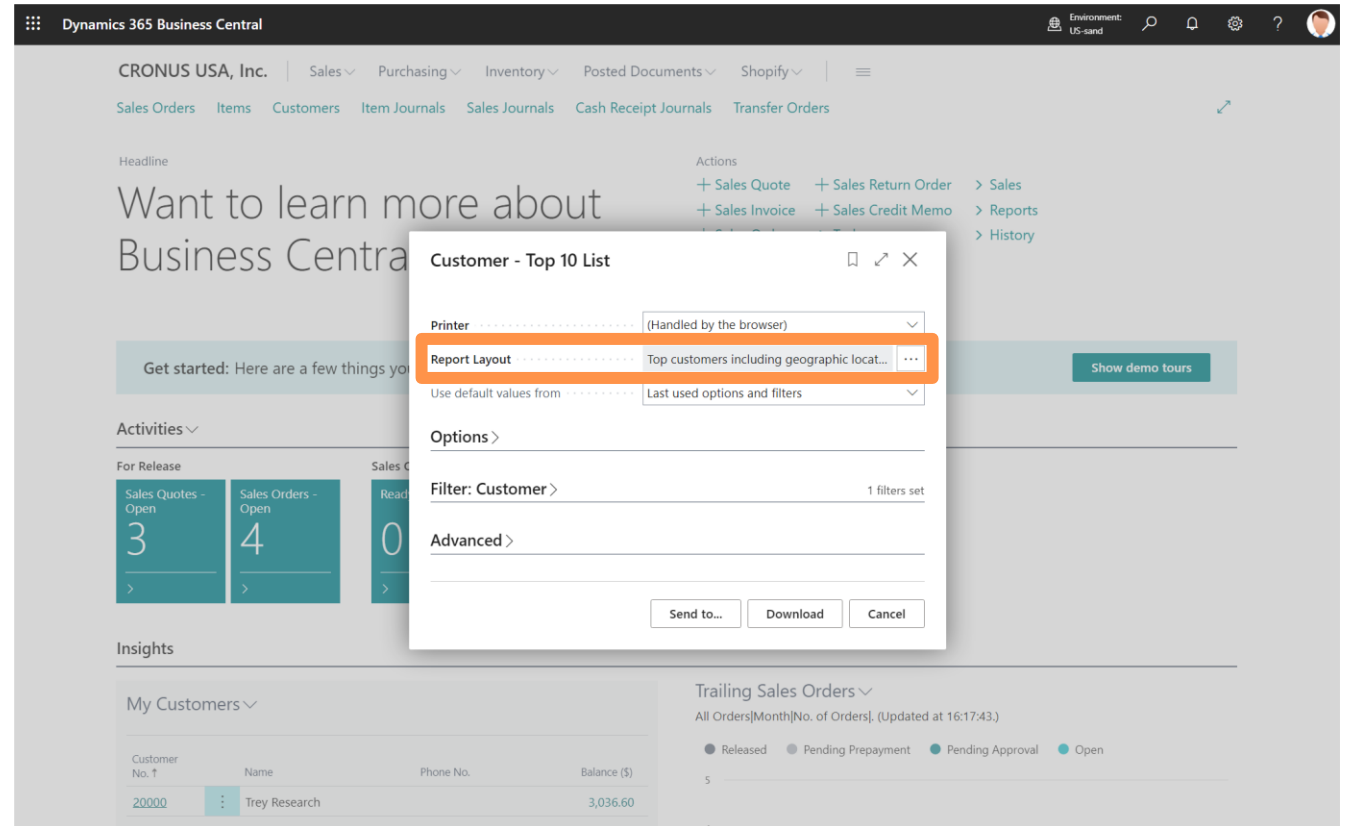 Dynamics 365 Business Central
Environment:
US-sand
?
CRONUS USA, Inc. Sales Purchasing Inventory Posted Documents Shopify
Sales Orders Items Customers Item Journals Sales Journals Cash Receipt Journals Transfer Orders
Headline
Want to learn more about
Business Centra
Actions
+ Sales Quote + Sales Return Order > Sales
+ Sales Invoice + Sales Credit Memo > Reports
> History
Customer - Top 10 List
Printer (Handled by the browser)
Report Layout Top customers including geographic locat... ...
Use default values from Last used options and filters
Options >
Filter: Customer > 1 filters set
Advanced >
Send to... Download Cancel
Get started: Here are a few things yo
Show demo tours
Activities
For Release
Sales Quotes -
Open
3
Sales Orders -
Open
4
Sales O
Read
0
Insights
My Customers
Customer
No. ↑ Name Phone No. Balance ($)
20000 Trey Research 3,036.60
Trailing Sales Orders
All Orders|Month|No. of Orders|. (Updated at 16:17:43.)
Released Pending Prepayment Pending Approval Open
5